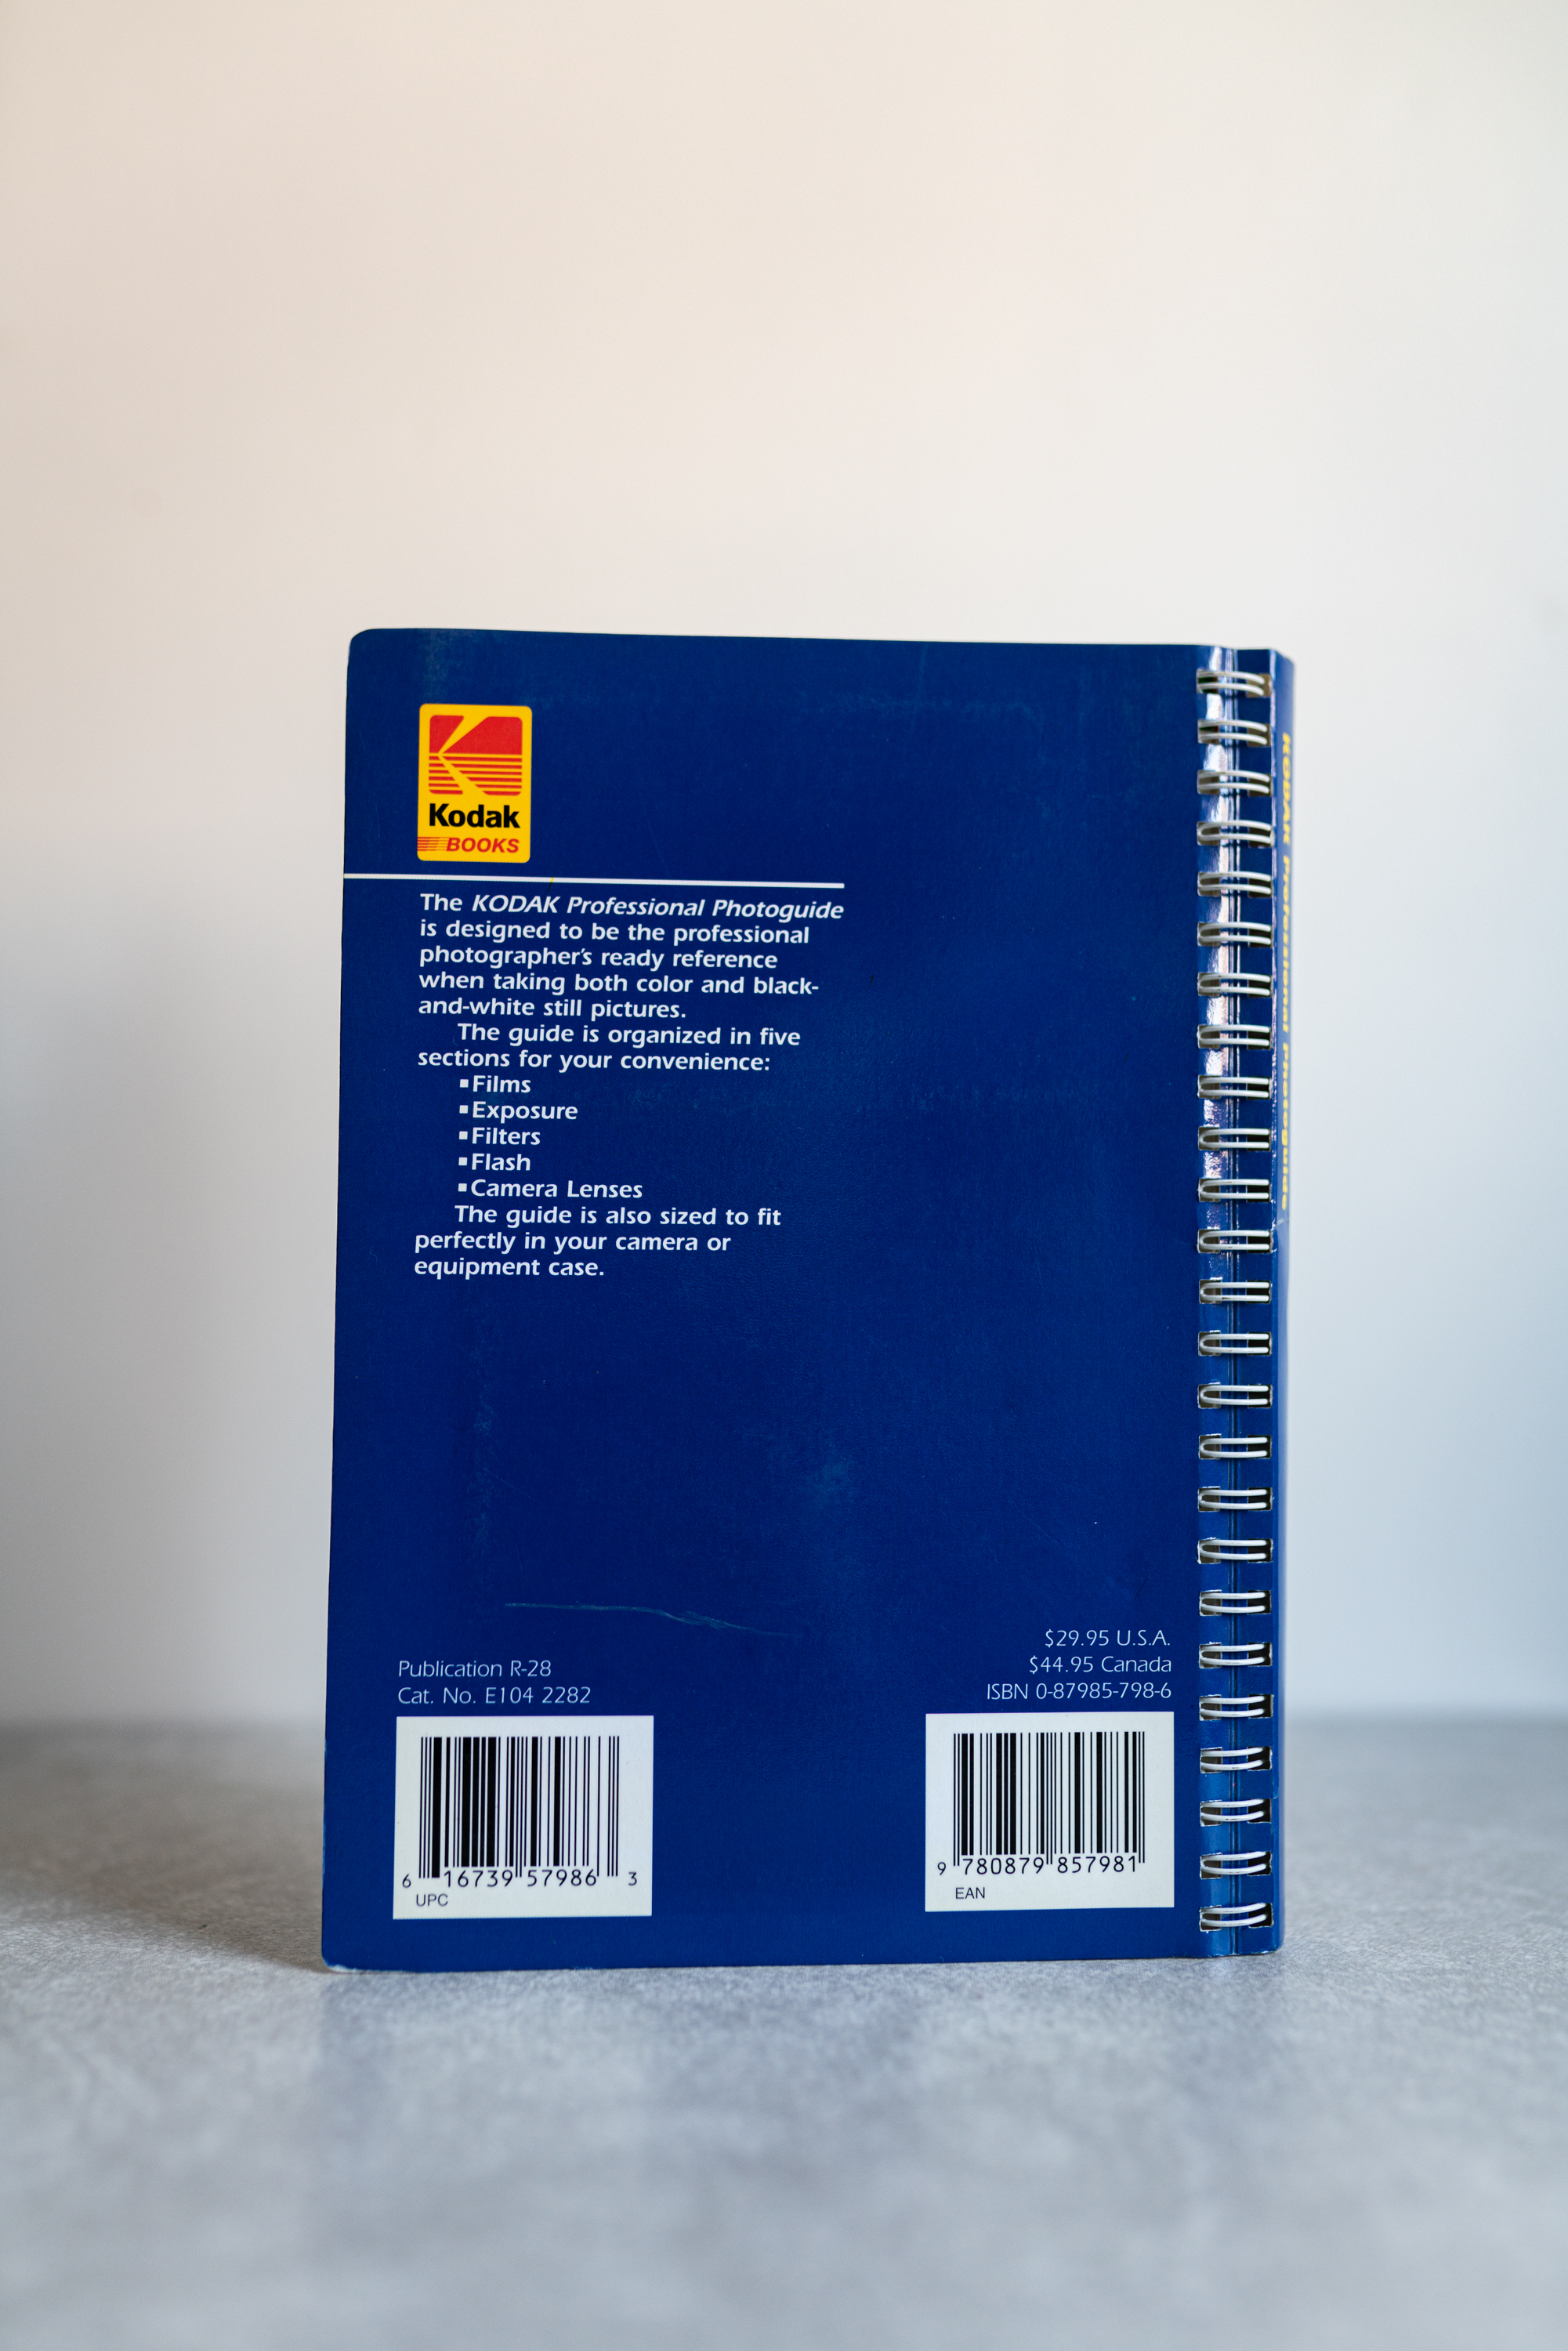 Kodak
BOOKS
The KODAK Professional Photoguide
is designed to be the professional
photographer's ready reference
when taking both color and black-
and-white still pictures.
The guide is organized in five
sections for your convenience:
▪Films
▪Exposure
▪Filters
▪Flash
▪Camera Lenses
The guide is also sized to fit
perfectly in your camera or
equipment case.
Publication R-28
Cat. No. E104 2282
6 16739 57986 3
UPC
$29.95 U.S.A.
$44.95 Canada
ISBN 0-87985-798-6
9 780879 857981
EAN
KODAK Professional Photoguide